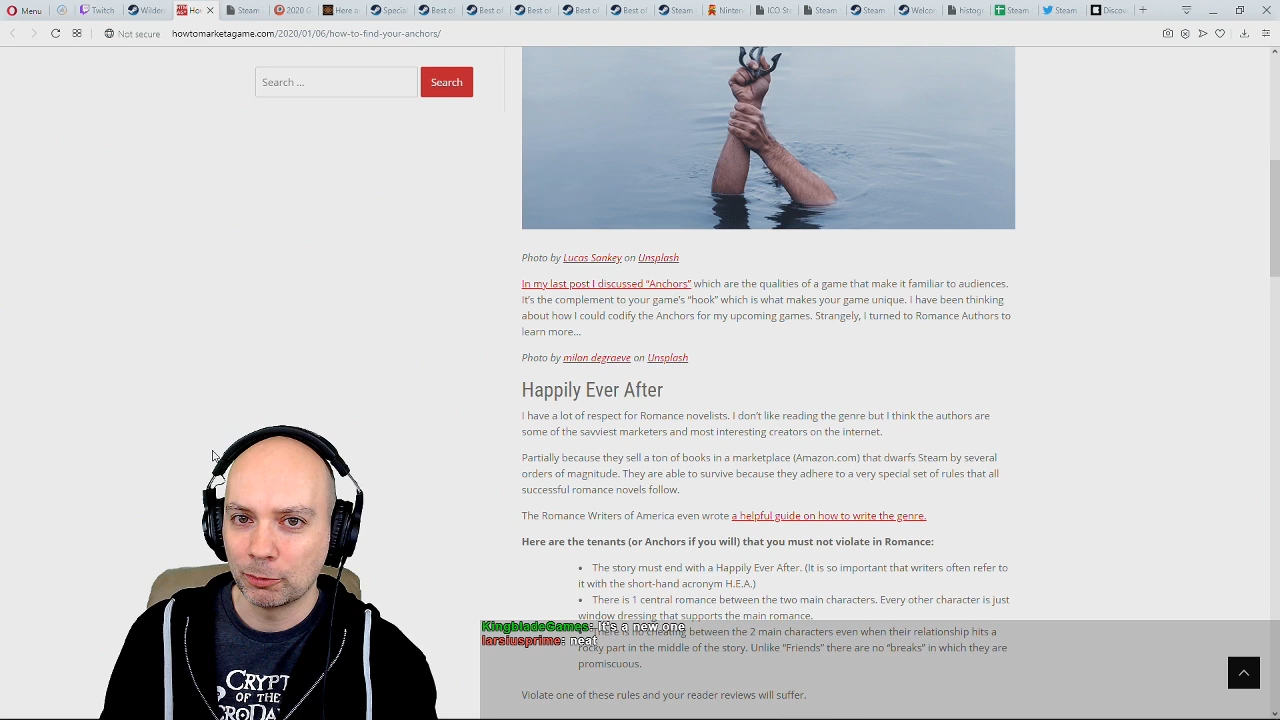 Menu
Twitch
Wilder
Ho
Steam
2020 G
Here a
Special
Best of
Best of
Best of
Best of
Best of
Steam
Ninten
ICO.St
Steam
Steam
Welco
histog
Steam
Steam
Discov
Not secure
howtomarketagame.com/2020/01/06/how-to-find-your-anchors/
Search ...
Search
Photo by Lucas Sankey on Unsplash
In my last post I discussed “Anchors” which are the qualities of a game that make it familiar to audiences.
It’s the complement to your game’s “hook” which is what makes your game unique. I have been thinking
about how I could codify the Anchors for my upcoming games. Strangely, I turned to Romance Authors to
learn more…
Photo by milan degraeve on Unsplash
Happily Ever After
I have a lot of respect for Romance novelists. I don’t like reading the genre but I think the authors are
some of the savviest marketers and most interesting creators on the internet.
Partially because they sell a ton of books in a marketplace (Amazon.com) that dwarfs Steam by several
orders of magnitude. They are able to survive because they adhere to a very special set of rules that all
successful romance novels follow.
The Romance Writers of America even wrote a helpful guide on how to write the genre.
Here are the tenants (or Anchors if you will) that you must not violate in Romance:
• The story must end with a Happily Ever After. (It is so important that writers often refer to
it with the short-hand acronym H.E.A.)
• There is 1 central romance between the two main characters. Every other character is just
window dressing that supports the main romance.
KingbladeGames: It's a new one
There is no cheating between the 2 main characters even when their relationship hits a
larsiusprime: neat
rocky part in the middle of the story. Unlike “Friends” there are no “breaks” in which they are
promiscuous.
Violate one of these rules and your reader reviews will suffer.
CRYPT
OF THE